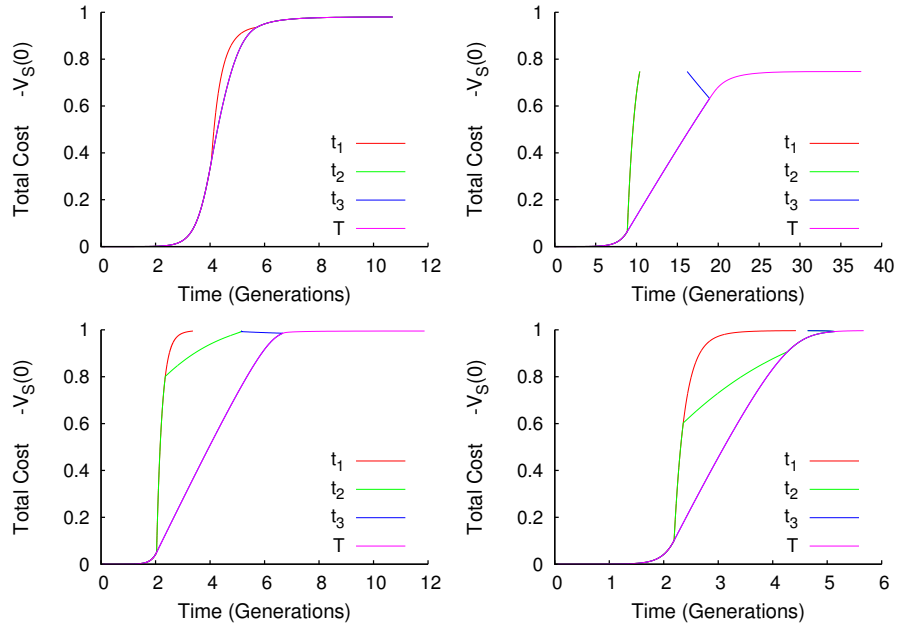 Total Cost -V_S(0)
1
0.8
0.6
0.4
0.2
0
0 2 4 6 8 10 12
Time (Generations)
t_1
t_2
t_3
T
Total Cost -V_S(0)
1
0.8
0.6
0.4
0.2
0
0 5 10 15 20 25 30 35 40
Time (Generations)
t_1
t_2
t_3
T
Total Cost -V_S(0)
1
0.8
0.6
0.4
0.2
0
0 2 4 6 8 10 12
Time (Generations)
t_1
t_2
t_3
T
Total Cost -V_S(0)
1
0.8
0.6
0.4
0.2
0
0 1 2 3 4 5 6
Time (Generations)
t_1
t_2
t_3
T